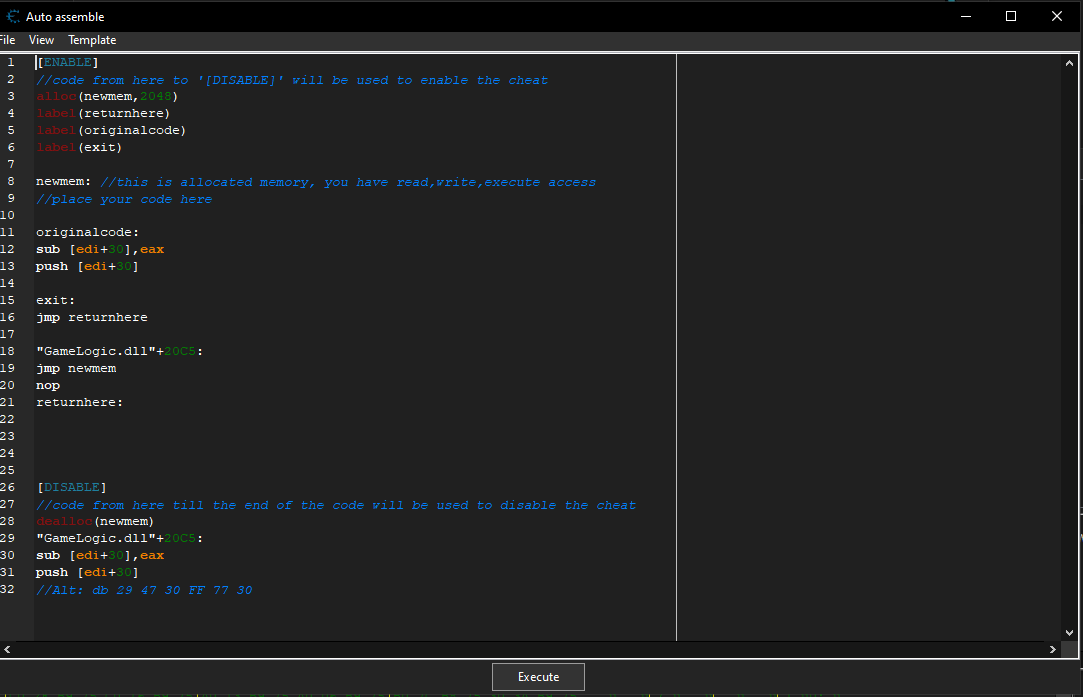 Auto assemble
File View Template
1 [ENABLE]
2 //code from here to '[DISABLE]' will be used to enable the cheat
3 alloc(newmem,2048)
4 label(returnhere)
5 label(originalcode)
6 label(exit)
7
8 newmem: //this is allocated memory, you have read,write,execute access
9 //place your code here
10
11 originalcode:
12 sub [edi+30],eax
13 push [edi+30]
14
15 exit:
16 jmp returnhere
17
18 "GameLogic.dll"+20C5:
19 jmp newmem
20 nop
21 returnhere:
22
23
24
25
26 [DISABLE]
27 //code from here till the end of the code will be used to disable the cheat
28 dealloc(newmem)
29 "GameLogic.dll"+20C5:
30 sub [edi+30],eax
31 push [edi+30]
32 //Alt: db 29 47 30 FF 77 30
Execute